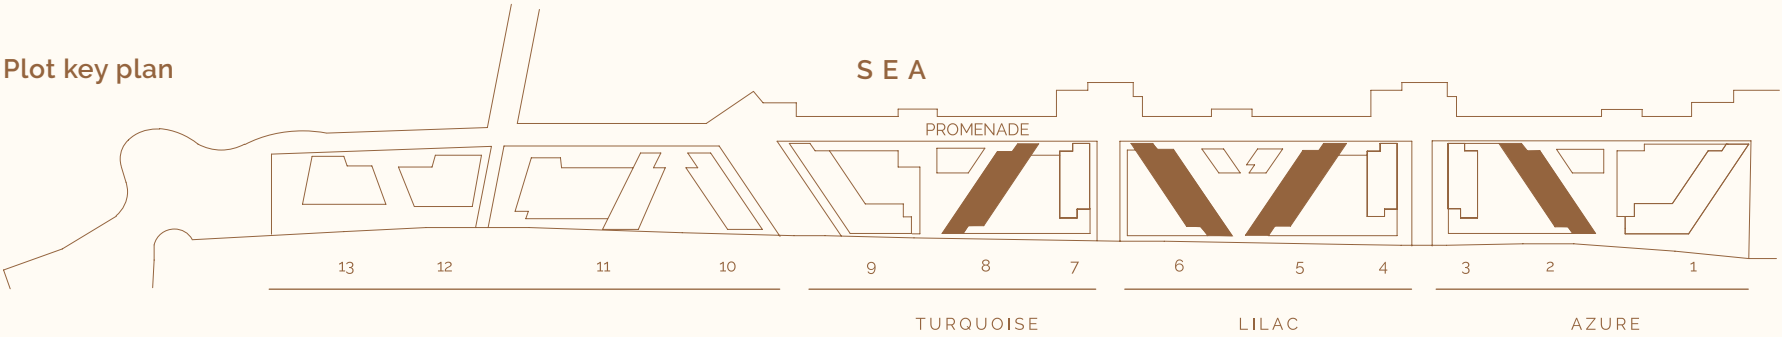 Plot key plan
SEA
PROMENADE
13 12 11 10 9 8 7 6 5 4 3 2 1
TURQUOISE LILAC AZURE